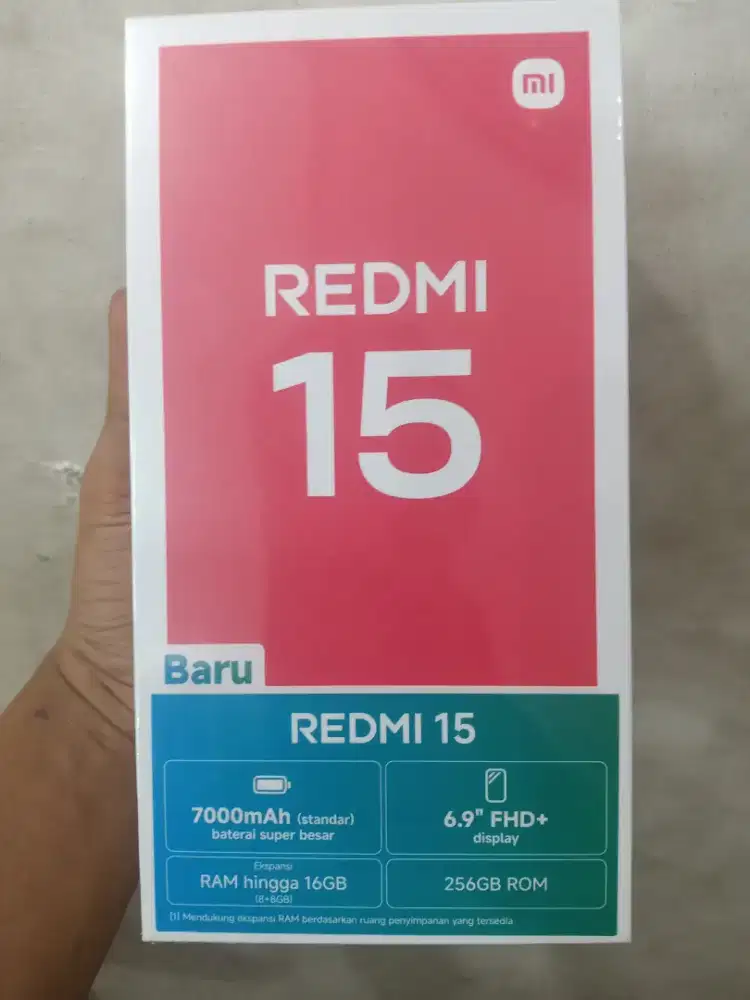 mi
REDMI
15
Baru
REDMI 15
7000mAh (standar)
baterai super besar
6.9" FHD+
display
Ekspansi
RAM hingga 16GB
(8+8GB)
256GB ROM
[1] Mendukung ekspansi RAM berdasarkan ruang penyimpanan yang tersedia